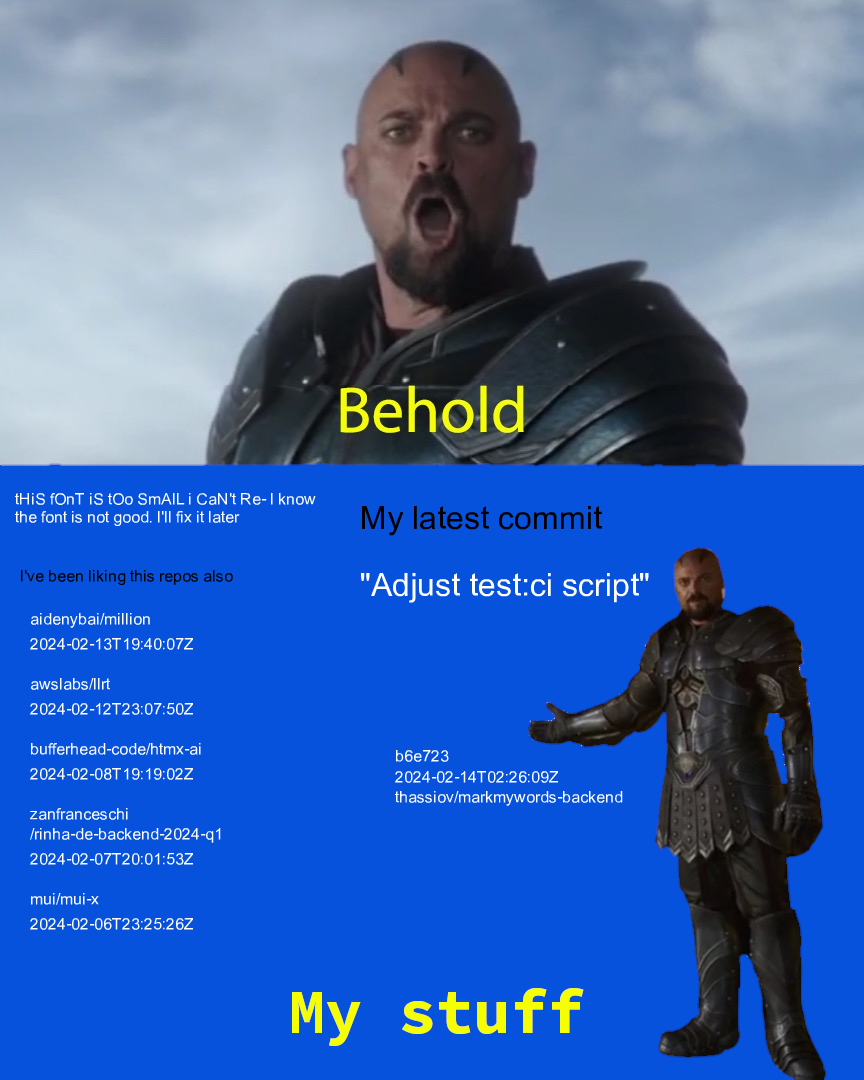 Behold
tHiS fOnT iS tOo SmAlL i CaN't Re- I know
the font is not good. I'll fix it later
I've been liking this repos also
aidenybai/million
2024-02-13T19:40:07Z
awslabs/llrt
2024-02-12T23:07:50Z
bufferhead-code/htmx-ai
2024-02-08T19:19:02Z
zanfranceschi
/rinha-de-backend-2024-q1
2024-02-07T20:01:53Z
mui/mui-x
2024-02-06T23:25:26Z
My latest commit
"Adjust test:ci script"
b6e723
2024-02-14T02:26:09Z
thassiov/markmywords-backend
My stuff